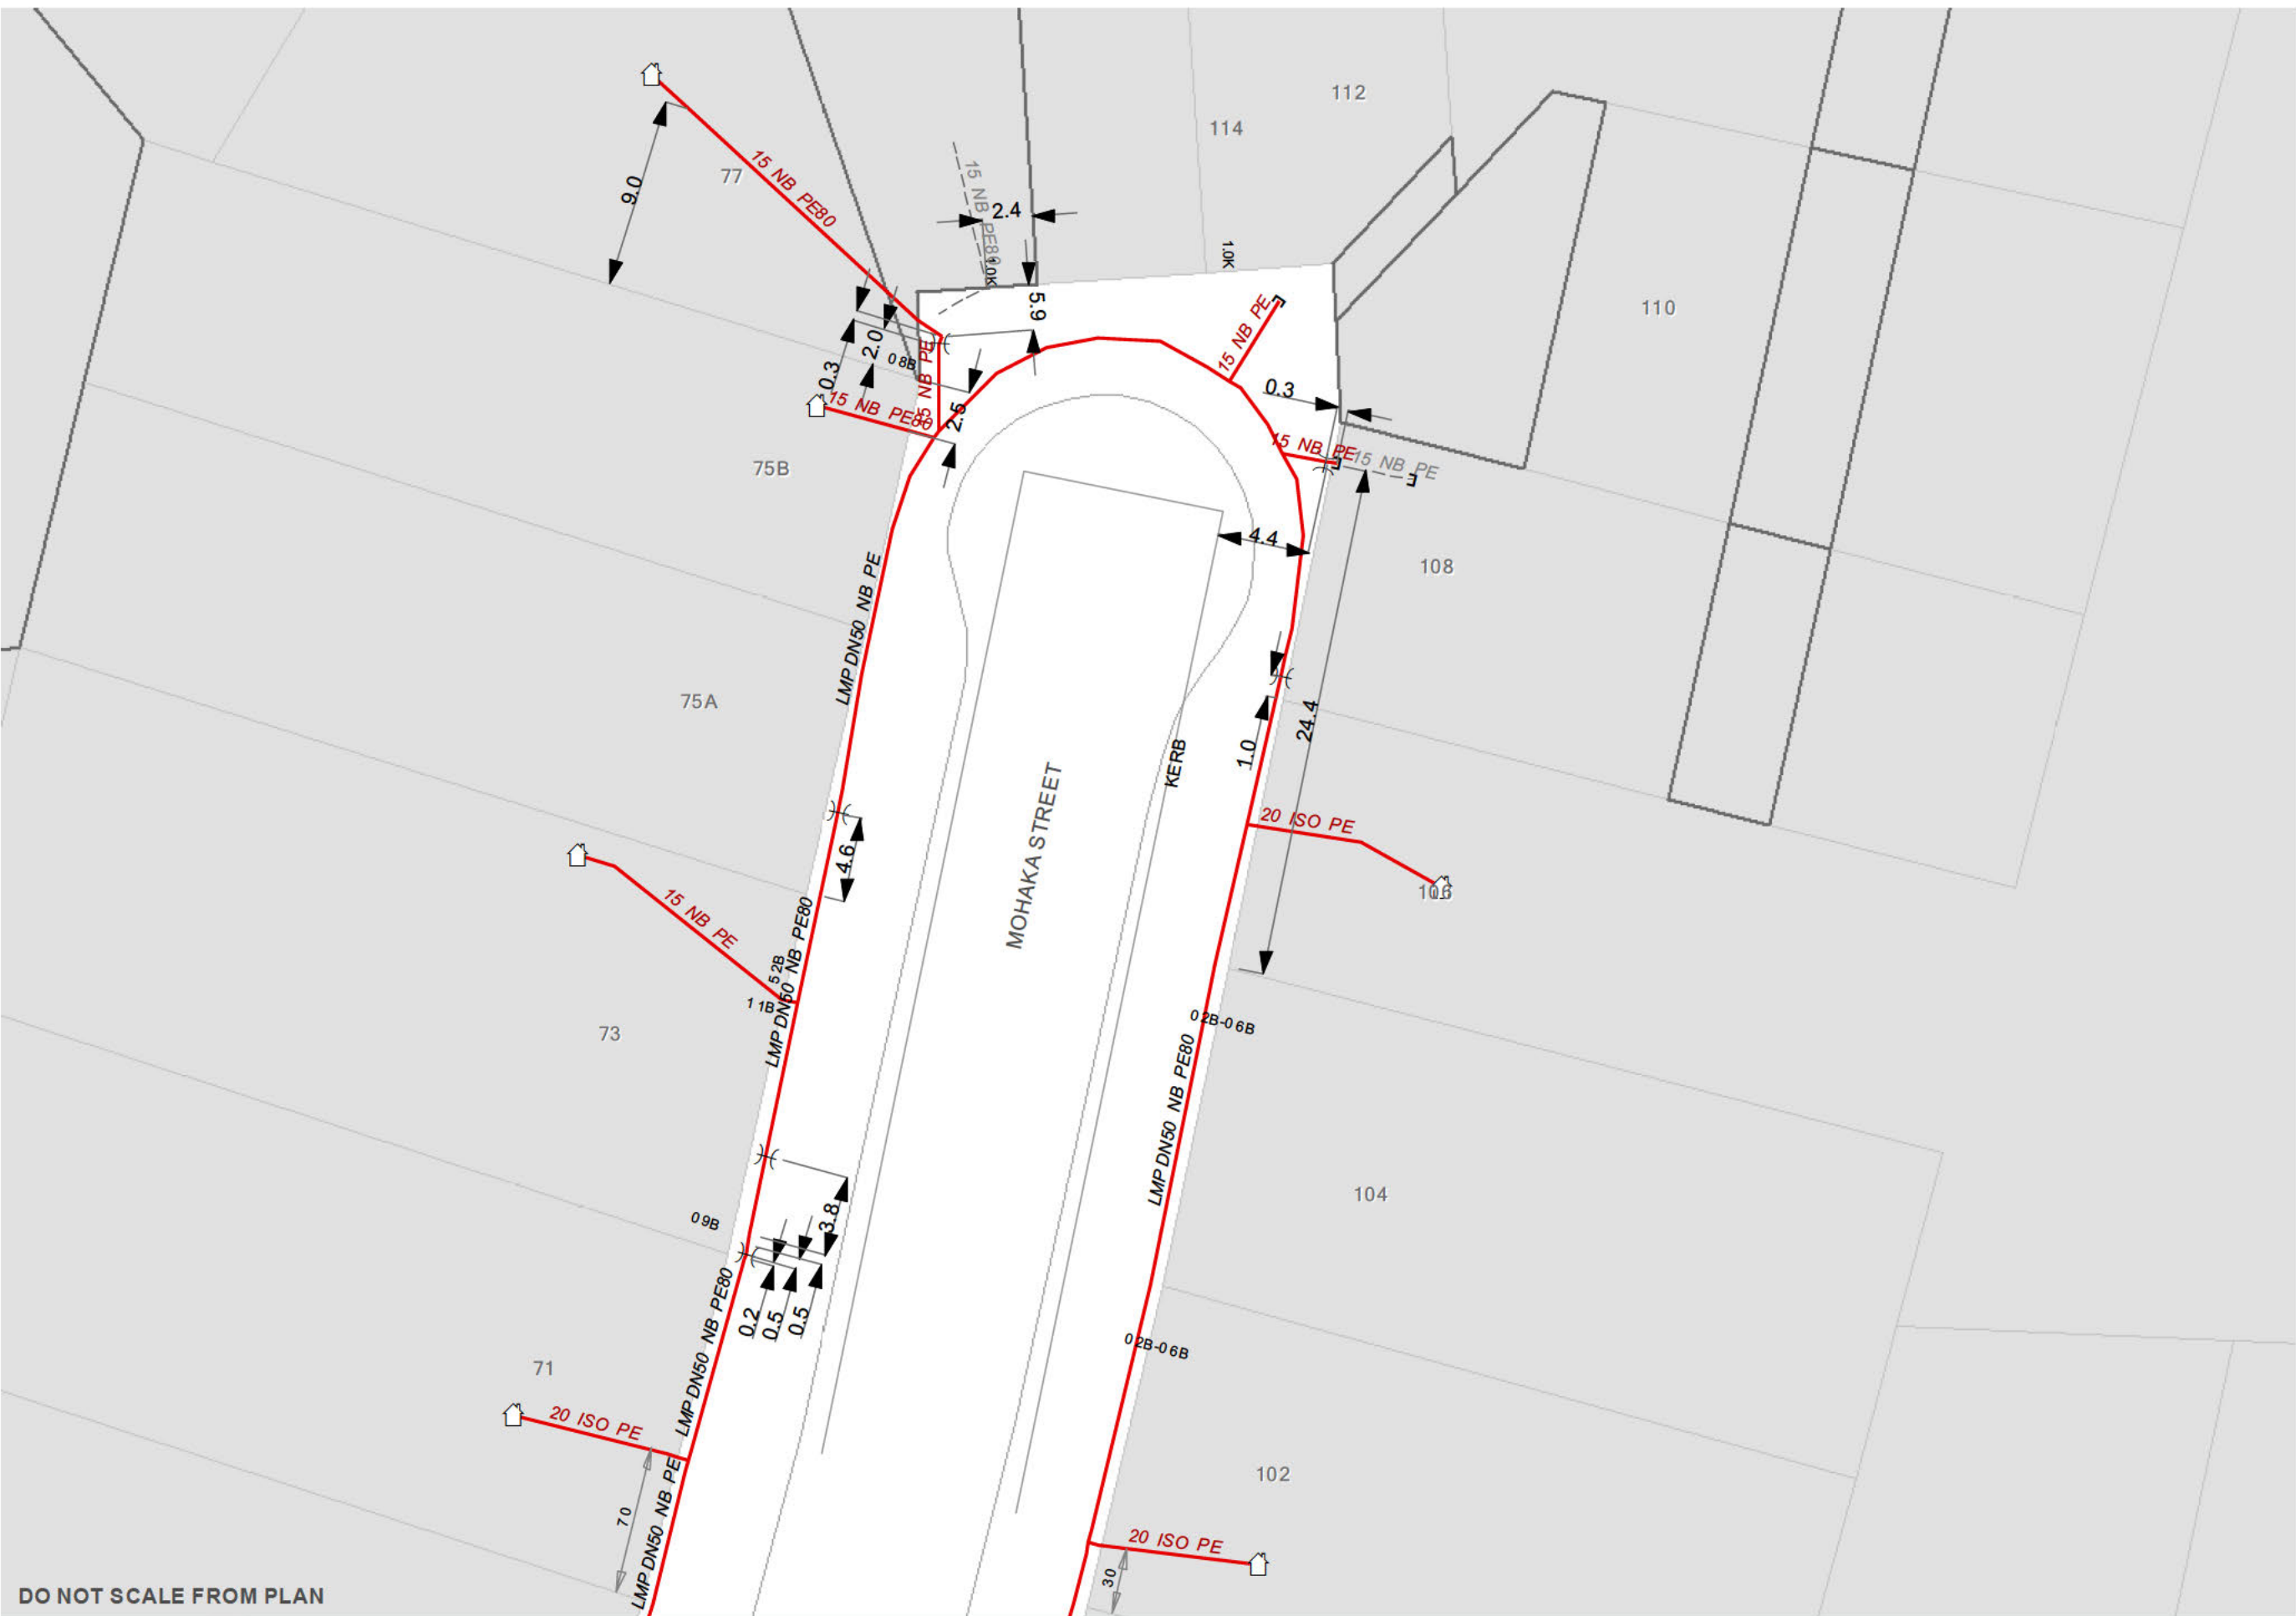 112
114
77
15 NB PE80
15 NB PE80
2.4
9.0
10K
10K
110
5.9
15 NB PE
2.0
0 8B
0.3
15 NB PE
0.3
15 NB PE80
2.5
15 NB PE
15 NB PE
75B
4.4
108
LMP DN50 NB PE
75A
24.4
1.0
KERB
MOHAKA STREET
20 ISO PE
4.6
106
15 NB PE
LMP DN50 NB PE80
5 2B
1 1B
0 2B-0 6B
73
LMP DN50 NB PE80
104
3.8
0 9B
0.2
0.5
0.5
LMP DN50 NB PE80
0 2B-0 6B
71
20 ISO PE
102
LMP DN50 NB PE
7 0
20 ISO PE
3 0
DO NOT SCALE FROM PLAN